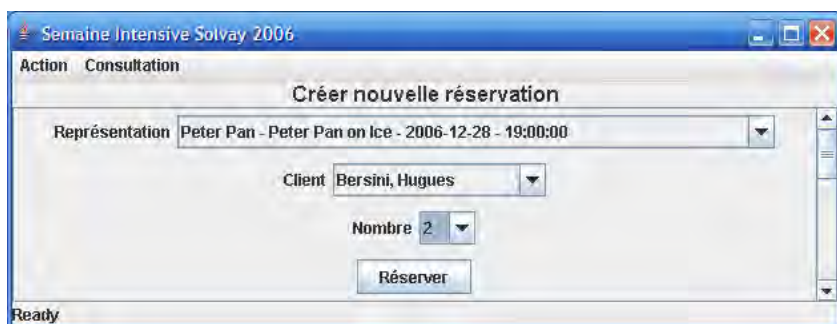 Semaine Intensive Solvay 2006
Action Consultation
Créer nouvelle réservation
Représentation Peter Pan - Peter Pan on Ice - 2006-12-28 - 19:00:00
Client Bersini, Hugues
Nombre 2
Réserver
Ready